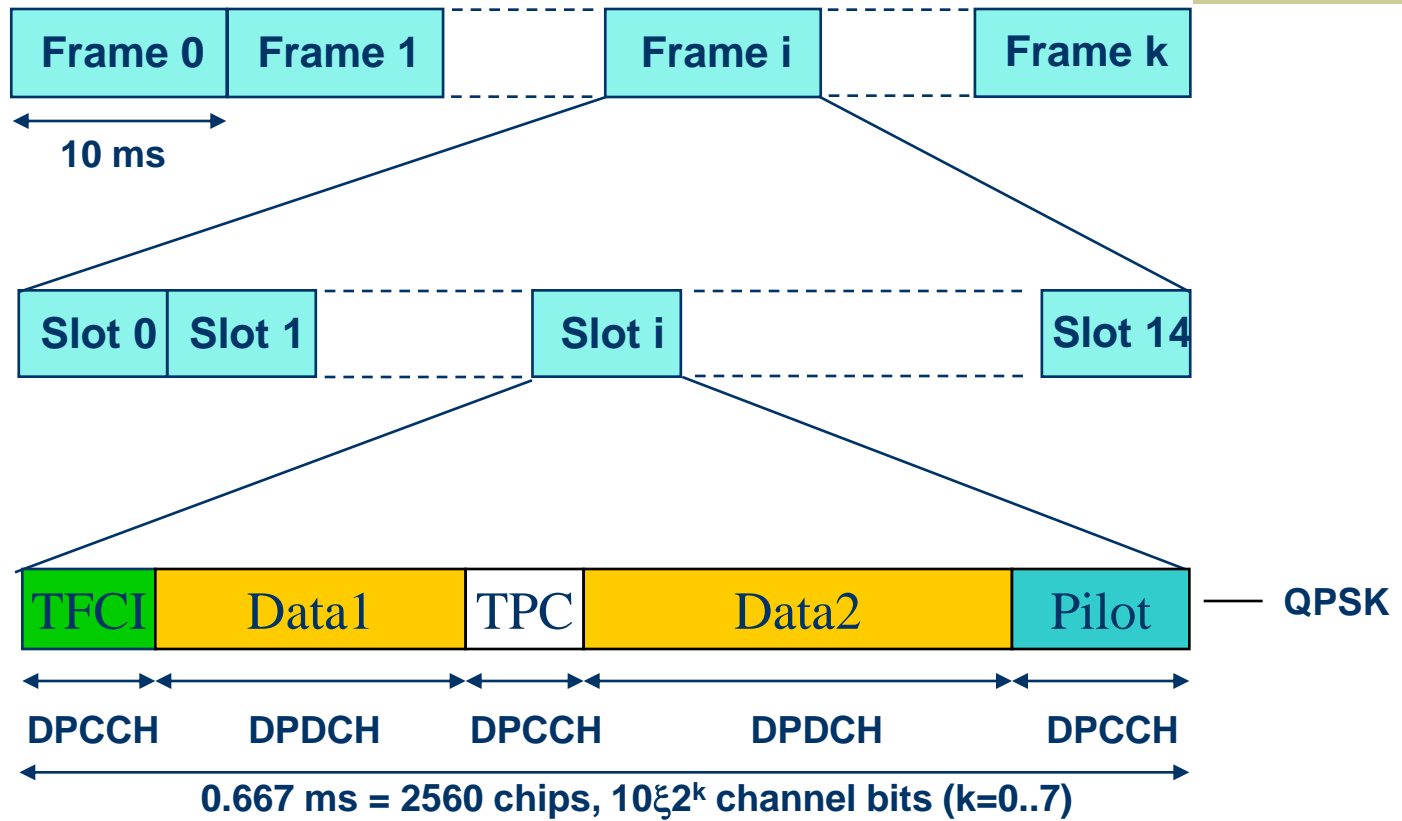 Frame 0 Frame 1 Frame i Frame k
10 ms
Slot 0 Slot 1 Slot i Slot 14
TFCI Data1 TPC Data2 Pilot QPSK
DPCCH DPDCH DPCCH DPDCH DPCCH
0.667 ms = 2560 chips, 10ξ2ᵏ channel bits (k=0..7)